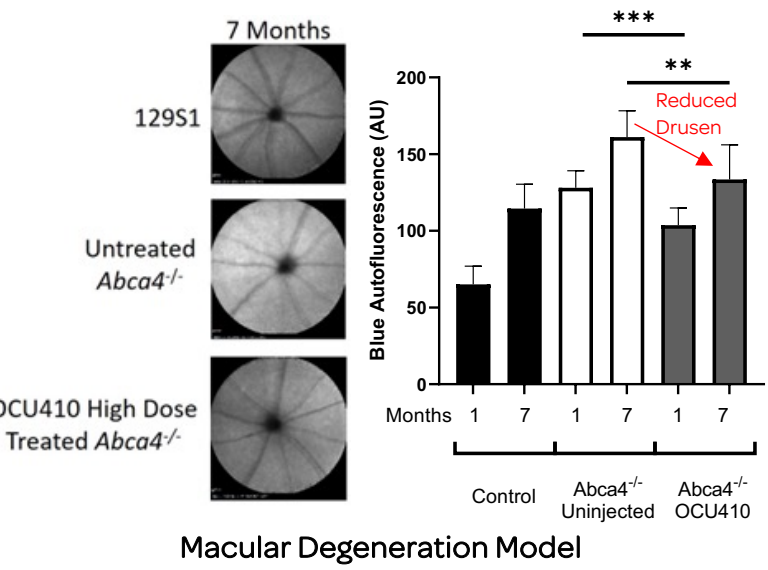 7 Months
129S1
Untreated
Abca4-/-
OCU410 High Dose
Treated Abca4-/-
***
**
Reduced
Drusen
Blue Autofluorescence (AU)
200
150
100
50
0
Months 1 7 1 7 1 7
Control
Abca4-/-
Uninjected
Abca4-/-
OCU410
Macular Degeneration Model